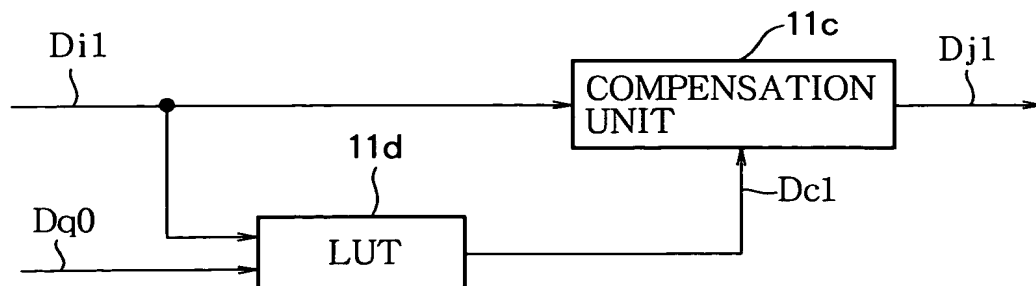 11c
Di1
Dj1
COMPENSATION
UNIT
11d
Dc1
Dq0
LUT